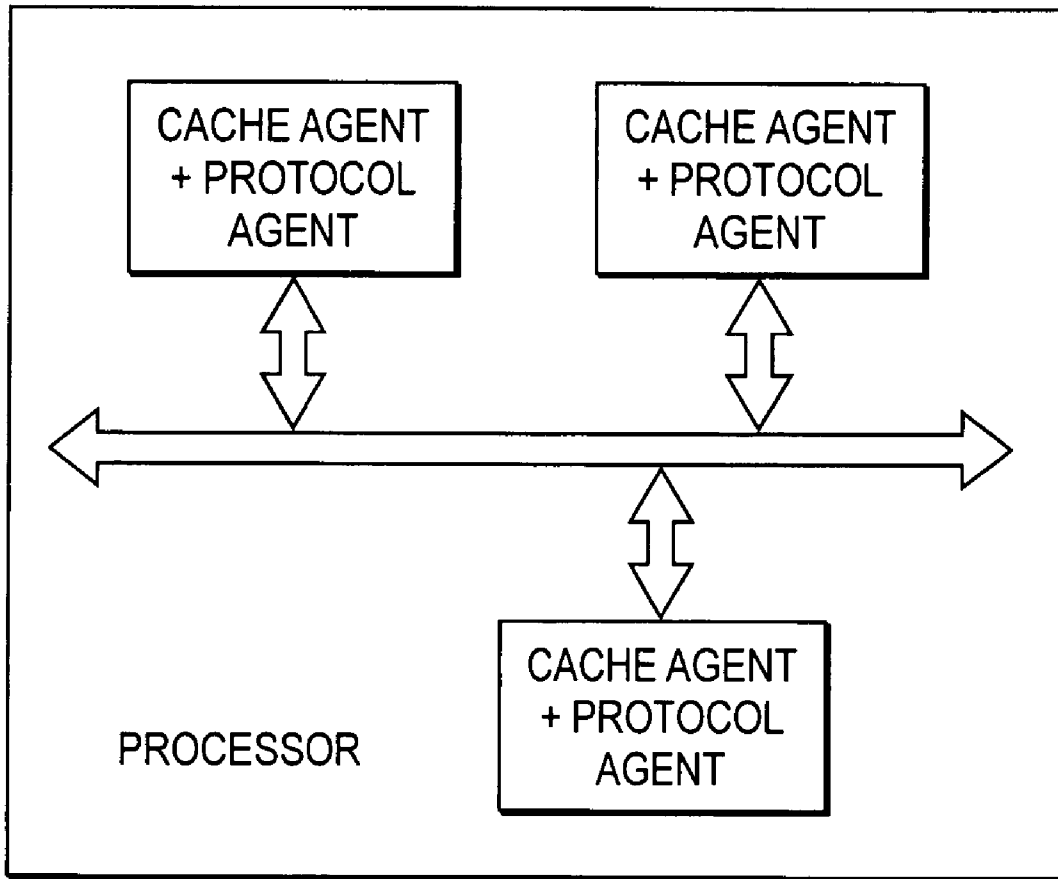 CACHE AGENT
+ PROTOCOL
AGENT
CACHE AGENT
+ PROTOCOL
AGENT
CACHE AGENT
+ PROTOCOL
AGENT
PROCESSOR